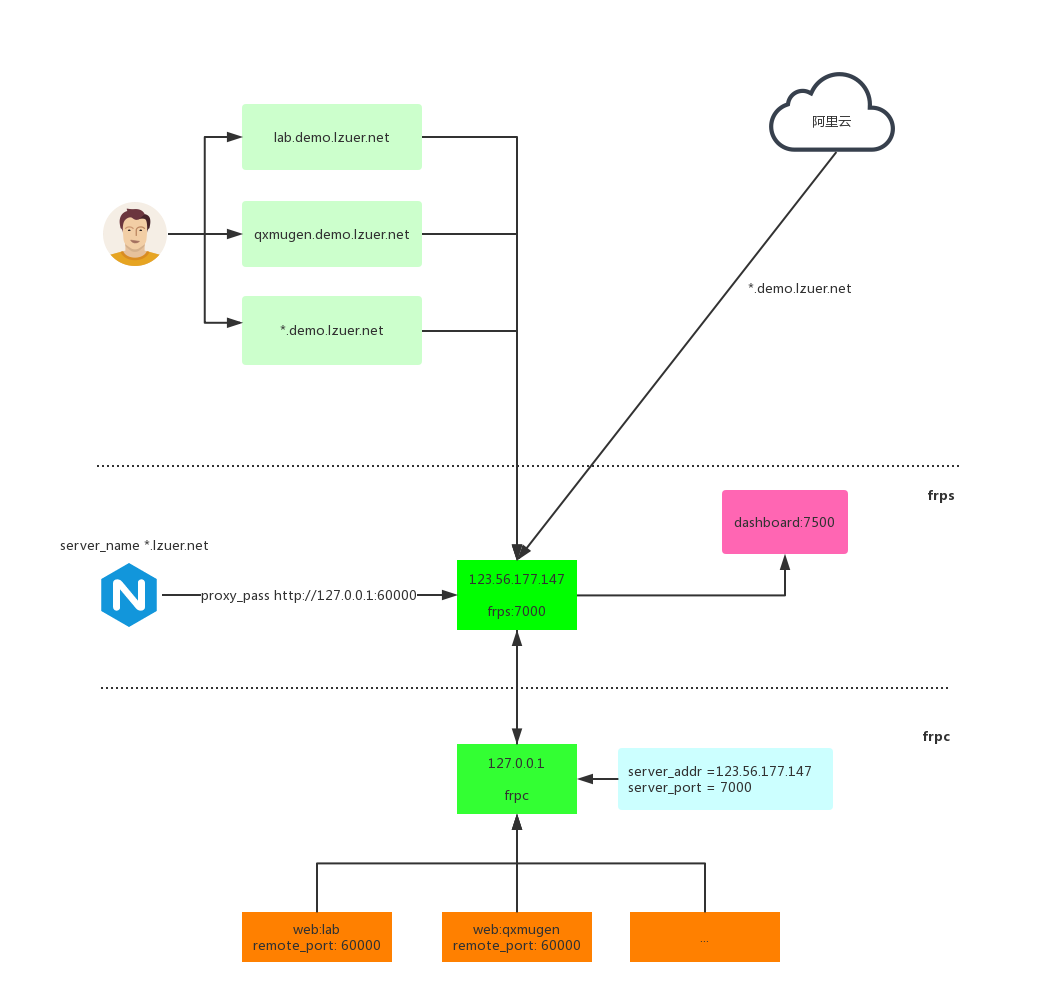 阿里云
lab.demo.lzuer.net
qxmugen.demo.lzuer.net
*.demo.lzuer.net
*.demo.lzuer.net
frps
dashboard:7500
server_name *.lzuer.net
N
proxy_pass http://127.0.0.1:60000
123.56.177.147
frps:7000
frpc
127.0.0.1
frpc
server_addr =123.56.177.147
server_port = 7000
web:lab
remote_port: 60000
web:qxmugen
remote_port: 60000
...